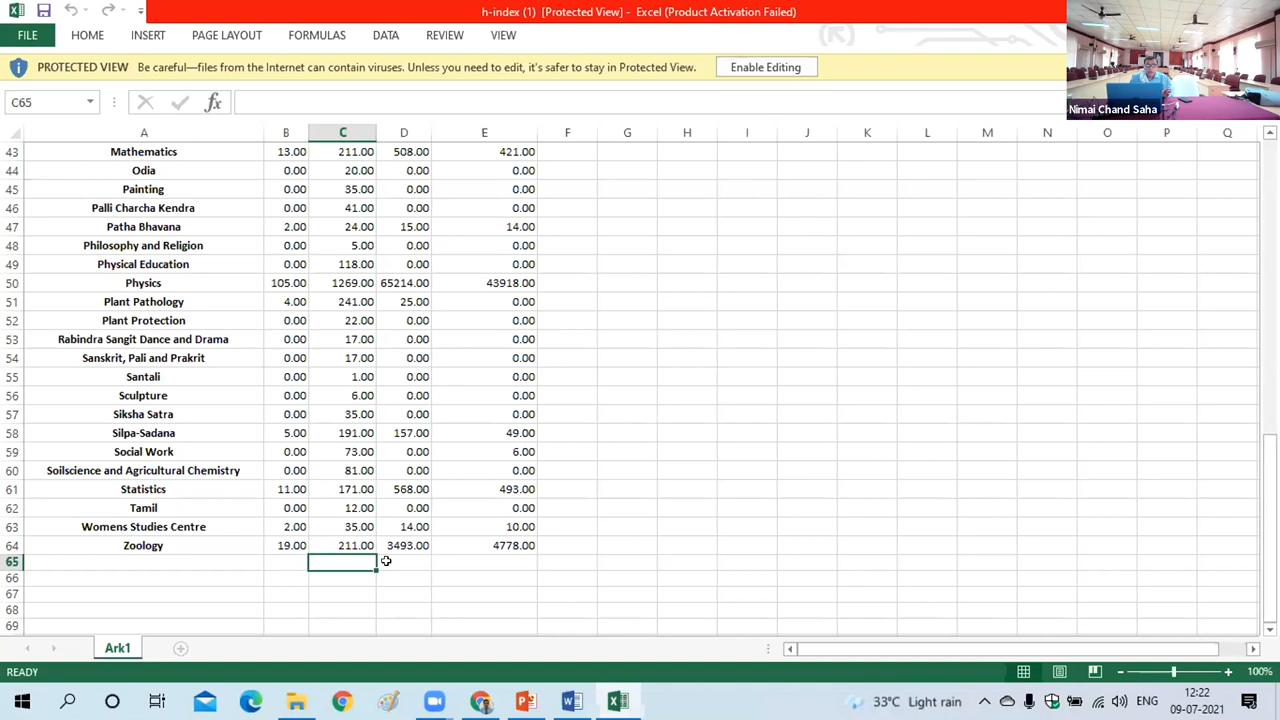 h-index (1) [Protected View] - Excel (Product Activation Failed)
FILE HOME INSERT PAGE LAYOUT FORMULAS DATA REVIEW VIEW
PROTECTED VIEW Be careful—files from the Internet can contain viruses. Unless you need to edit, it's safer to stay in Protected View. Enable Editing
Nimai Chand Saha
C65 fx
A B C D E F G H I J K L M N O P Q
43 Mathematics 13.00 211.00 508.00 421.00
44 Odia 0.00 20.00 0.00 0.00
45 Painting 0.00 35.00 0.00 0.00
46 Palli Charcha Kendra 0.00 41.00 0.00 0.00
47 Patha Bhavana 2.00 24.00 15.00 14.00
48 Philosophy and Religion 0.00 5.00 0.00 0.00
49 Physical Education 0.00 118.00 0.00 0.00
50 Physics 105.00 1269.00 65214.00 43918.00
51 Plant Pathology 4.00 241.00 25.00 0.00
52 Plant Protection 0.00 22.00 0.00 0.00
53 Rabindra Sangit Dance and Drama 0.00 17.00 0.00 0.00
54 Sanskrit, Pali and Prakrit 0.00 17.00 0.00 0.00
55 Santali 0.00 1.00 0.00 0.00
56 Sculpture 0.00 6.00 0.00 0.00
57 Siksha Satra 0.00 35.00 0.00 0.00
58 Silpa-Sadana 5.00 191.00 157.00 49.00
59 Social Work 0.00 73.00 0.00 6.00
60 Soilscience and Agricultural Chemistry 0.00 81.00 0.00 0.00
61 Statistics 11.00 171.00 568.00 493.00
62 Tamil 0.00 12.00 0.00 0.00
63 Womens Studies Centre 2.00 35.00 14.00 10.00
64 Zoology 19.00 211.00 3493.00 4778.00
65
66
67
68
69
Ark1
READY 100%
33°C Light rain ENG 12:22
09-07-2021